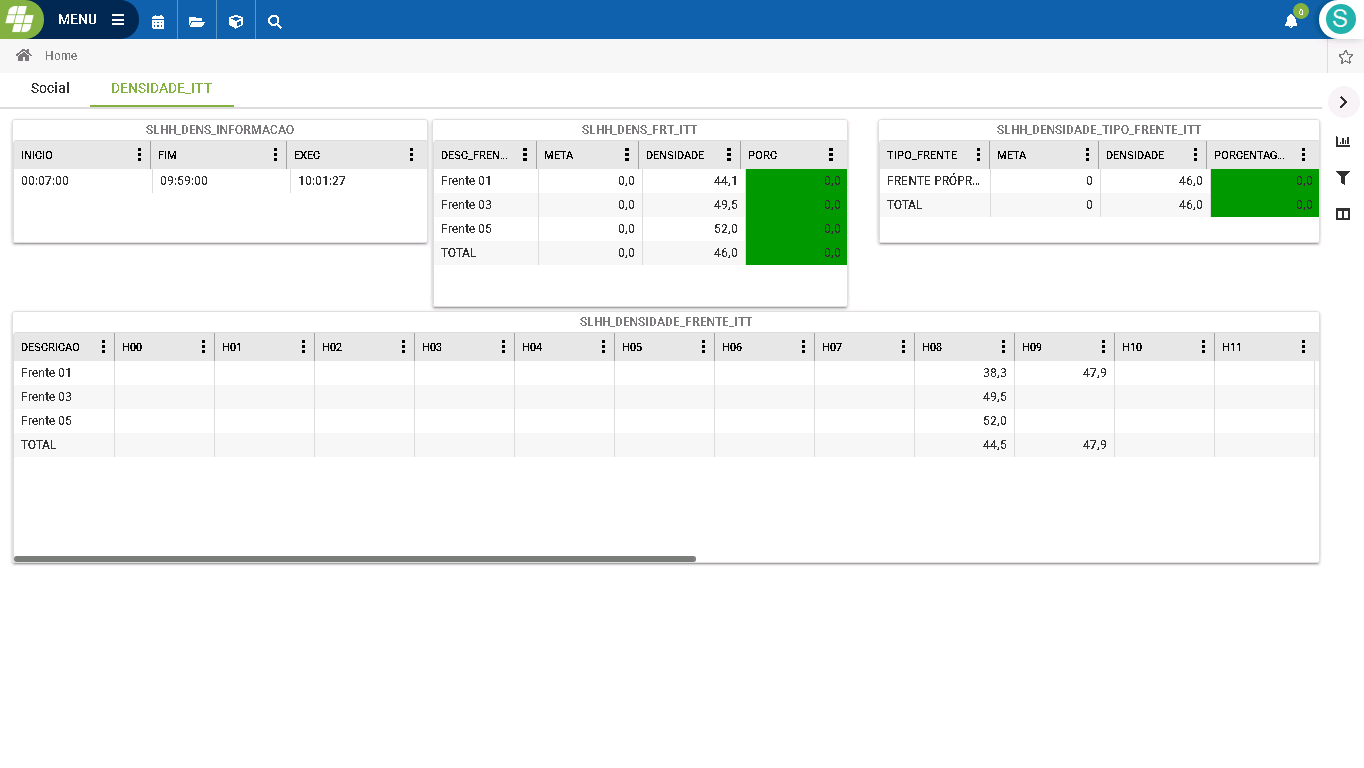 MENU
0
S
Home
Social DENSIDADE_ITT
SLHH_DENS_INFORMACAO
INICIO FIM EXEC
00:07:00 09:59:00 10:01:27
SLHH_DENS_FRT_ITT
DESC_FREN... META DENSIDADE PORC
Frente 01 0,0 44,1 0,0
Frente 03 0,0 49,5 0,0
Frente 05 0,0 52,0 0,0
TOTAL 0,0 46,0 0,0
SLHH_DENSIDADE_TIPO_FRENTE_ITT
TIPO_FRENTE META DENSIDADE PORCENTAG...
FRENTE PRÓPR... 0 46,0 0,0
TOTAL 0 46,0 0,0
SLHH_DENSIDADE_FRENTE_ITT
DESCRICAO H00 H01 H02 H03 H04 H05 H06 H07 H08 H09 H10 H11
Frente 01 38,3 47,9
Frente 03 49,5
Frente 05 52,0
TOTAL 44,5 47,9